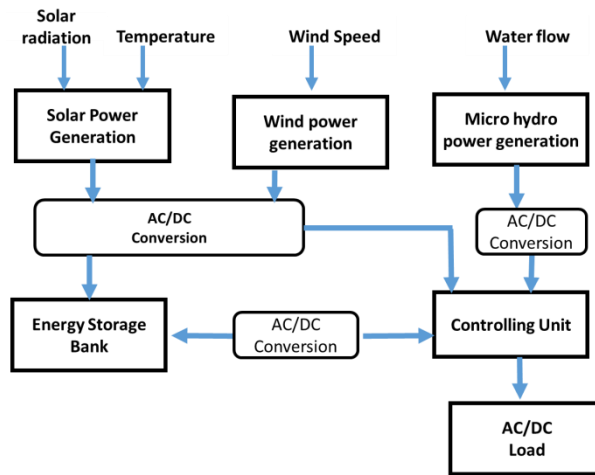 Solar
radiation
Temperature
Wind Speed
Water flow
Solar Power
Generation
Wind power
generation
Micro hydro
power generation
AC/DC
Conversion
AC/DC
Conversion
Energy Storage
Bank
AC/DC
Conversion
Controlling Unit
AC/DC
Load